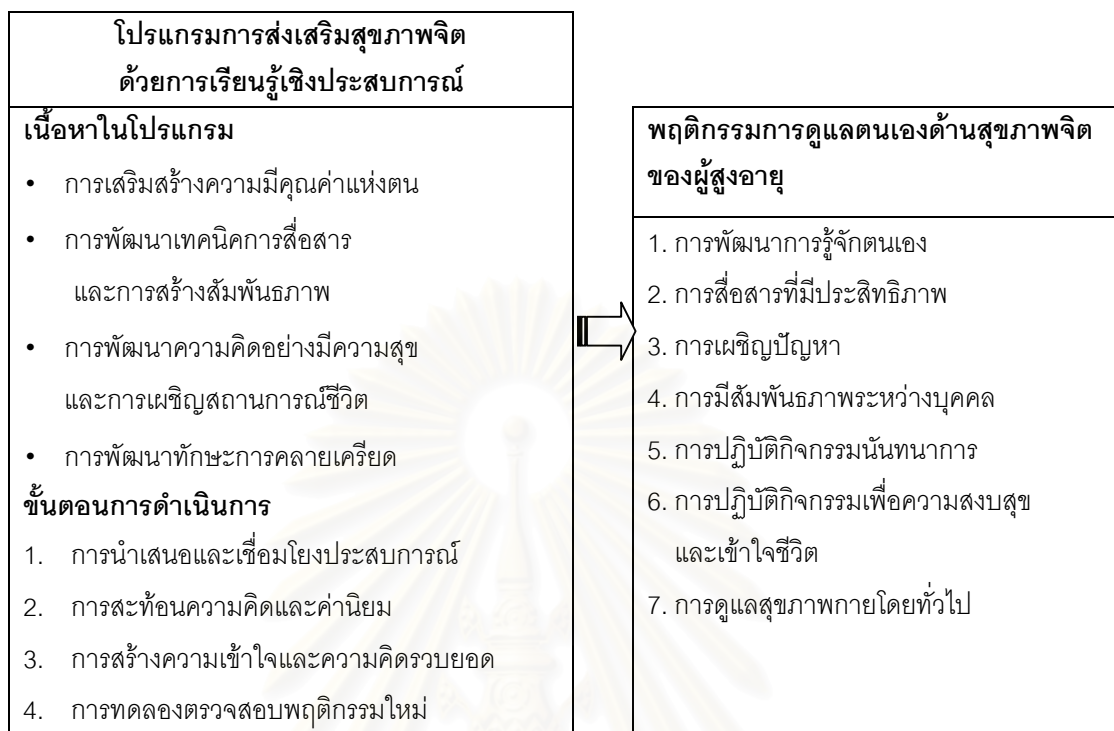 โปรแกรมการส่งเสริมสุขภาพจิต
ด้วยการเรียนรู้เชิงประสบการณ์
เนื้อหาในโปรแกรม
• การเสริมสร้างความมีคุณค่าแห่งตน
• การพัฒนาเทคนิคการสื่อสาร
และการสร้างสัมพันธภาพ
• การพัฒนาความคิดอย่างมีความสุข
และการเผชิญสถานการณ์ชีวิต
• การพัฒนาทักษะการคลายเครียด
ขั้นตอนการดำเนินการ
1. การนำเสนอและเชื่อมโยงประสบการณ์
2. การสะท้อนความคิดและค่านิยม
3. การสร้างความเข้าใจและความคิดรวบยอด
4. การทดลองตรวจสอบพฤติกรรมใหม่
พฤติกรรมการดูแลตนเองด้านสุขภาพจิต
ของผู้สูงอายุ
1. การพัฒนาการรู้จักตนเอง
2. การสื่อสารที่มีประสิทธิภาพ
3. การเผชิญปัญหา
4. การมีสัมพันธภาพระหว่างบุคคล
5. การปฏิบัติกิจกรรมนันทนาการ
6. การปฏิบัติกิจกรรมเพื่อความสงบสุข
และเข้าใจชีวิต
7. การดูแลสุขภาพกายโดยทั่วไป